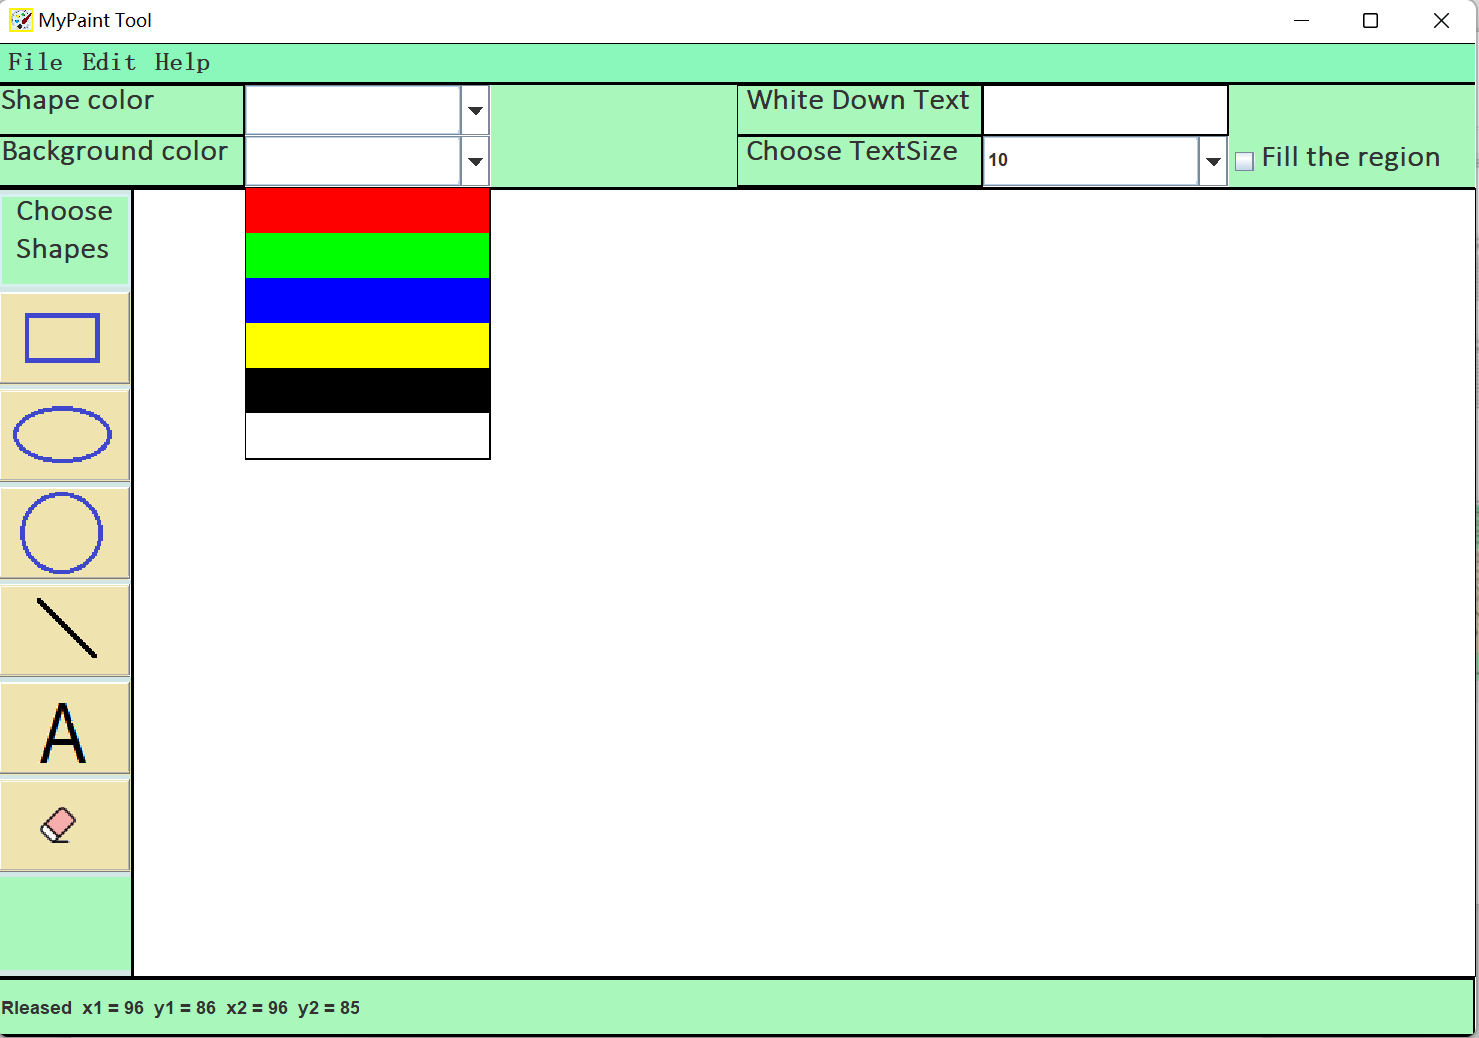 MyPaint Tool
File Edit Help
Shape color
White Down Text
Background color
Choose TextSize
10
Fill the region
Choose
Shapes
A
Rleased x1 = 96 y1 = 86 x2 = 96 y2 = 85